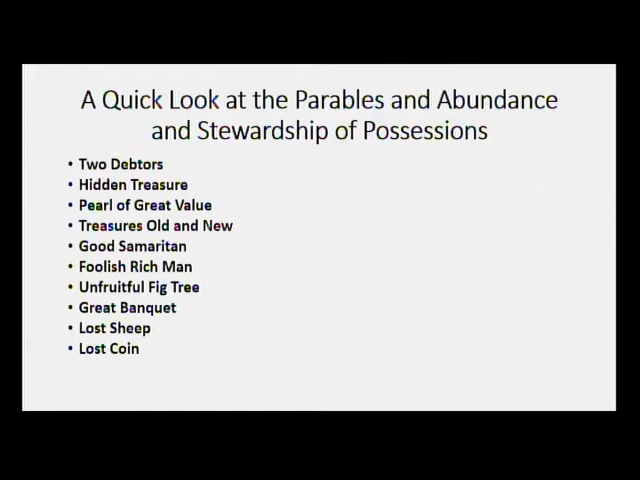 A Quick Look at the Parables and Abundance
and Stewardship of Possessions
• Two Debtors
• Hidden Treasure
• Pearl of Great Value
• Treasures Old and New
• Good Samaritan
• Foolish Rich Man
• Unfruitful Fig Tree
• Great Banquet
• Lost Sheep
• Lost Coin